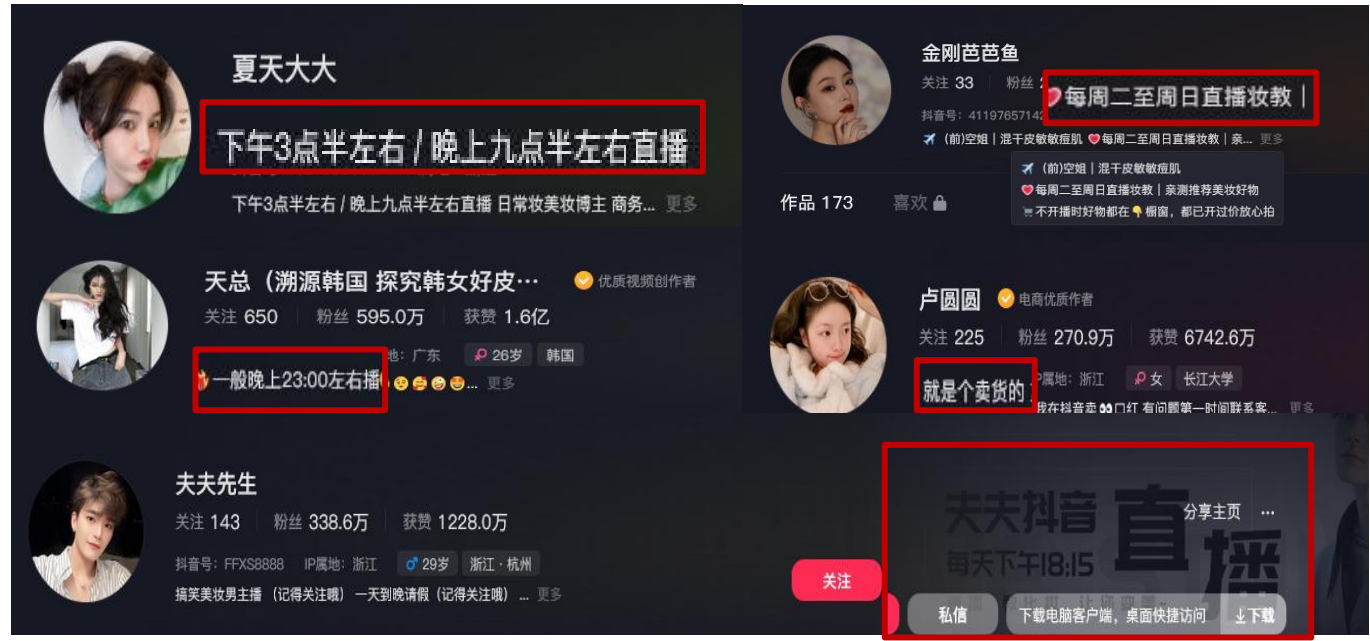 夏天大大
下午3点半左右 / 晚上九点半左右直播
下午3点半左右 / 晚上九点半左右直播 日常妆美妆博主 商务... 更多
金刚芭芭鱼
关注 33 粉丝
❤每周二至周日直播妆教 |
抖音号: 41197657142
✈ (前)空姐 | 混干皮敏敏痘肌 ❤每周二至周日直播妆教 | 亲... 更多
✈ (前)空姐 | 混干皮敏敏痘肌
❤每周二至周日直播妆教 | 亲测推荐美妆好物
🛒不开播时好物都在👇橱窗，都已开过价放心拍
作品 173 喜欢
天总（溯源韩国 探究韩女好皮… 优质视频创作者
关注 650 粉丝 595.0万 获赞 1.6亿
地: 广东 26岁 韩国
一般晚上23:00左右播 ... 更多
卢圆圆 电商优质作者
关注 225 粉丝 270.9万 获赞 6742.6万
IP属地: 浙江 女 长江大学
就是个卖货的
我在抖音卖👀口红 有问题第一时间联系客... 更多
夫夫先生
关注 143 粉丝 338.6万 获赞 1228.0万
抖音号: FFXS8888 IP属地: 浙江 29岁 浙江 · 杭州
搞笑美妆男主播 （记得关注哦） 一天到晚请假（记得关注哦） ... 更多
夫夫抖音 直播
每天下午18:15
分享主页 ...
关注
私信
下载电脑客户端，桌面快捷访问 下载